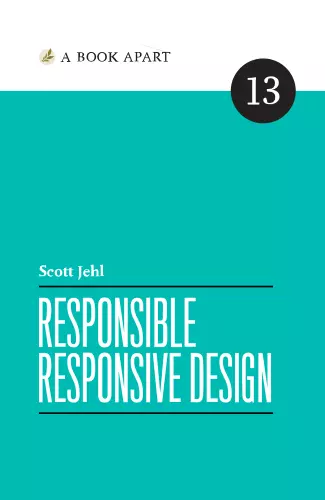 A BOOK APART
13
Scott Jehl
RESPONSIBLE
RESPONSIVE DESIGN